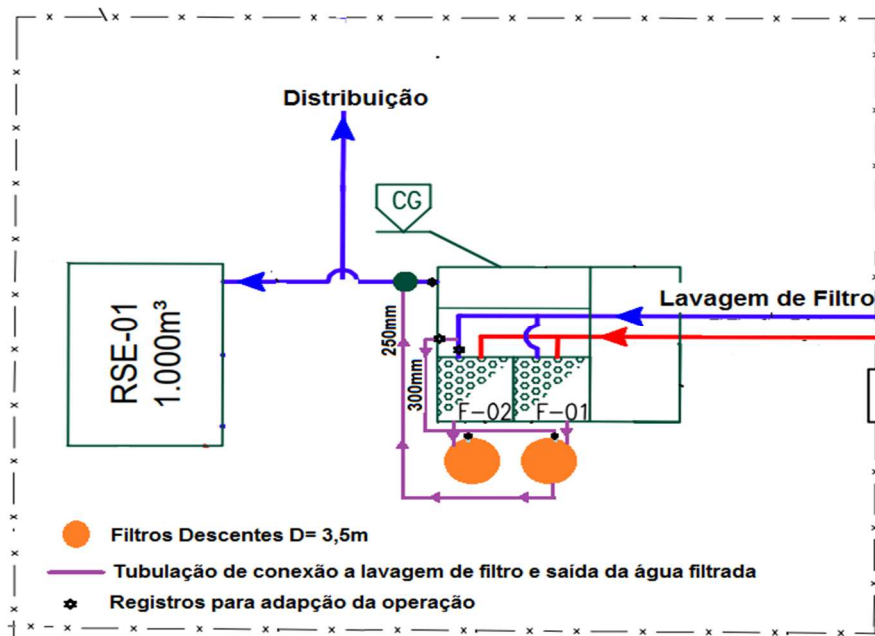 Distribuição
CG
Lavagem de Filtro
RSE-01
1.000m³
250mm
300mm
F-02
F-01
Filtros Descentes D= 3,5m
Tubulação de conexão a lavagem de filtro e saída da água filtrada
Registros para adapção da operação